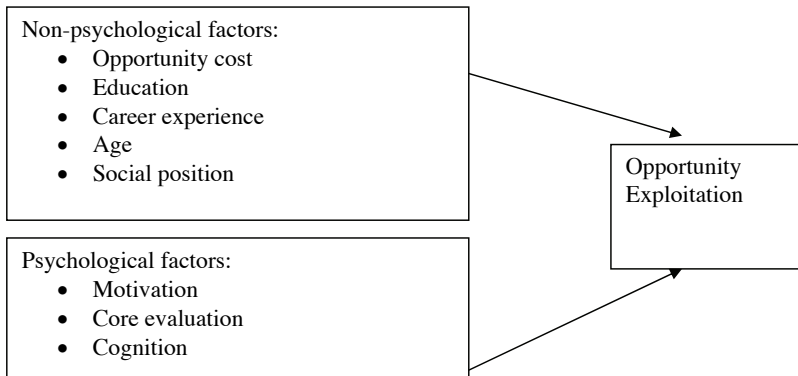 Non-psychological factors:
• Opportunity cost
• Education
• Career experience
• Age
• Social position
Opportunity
Exploitation
Psychological factors:
• Motivation
• Core evaluation
• Cognition